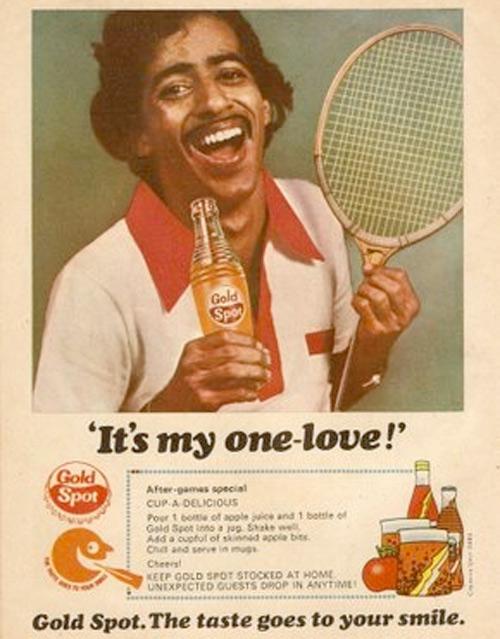 Gold
Spot
'It's my one-love!'
Gold
Spot
After-games special
CUP-A-DELICIOUS
Pour 1 bottle of apple juice and 1 bottle of
Gold Spot into a jug. Shake well.
Add a cupful of skinned apple bits.
Chill and serve in mugs.
Cheers!
KEEP GOLD SPOT STOCKED AT HOME.
UNEXPECTED GUESTS DROP IN ANYTIME!
Gold Spot. The taste goes to your smile.